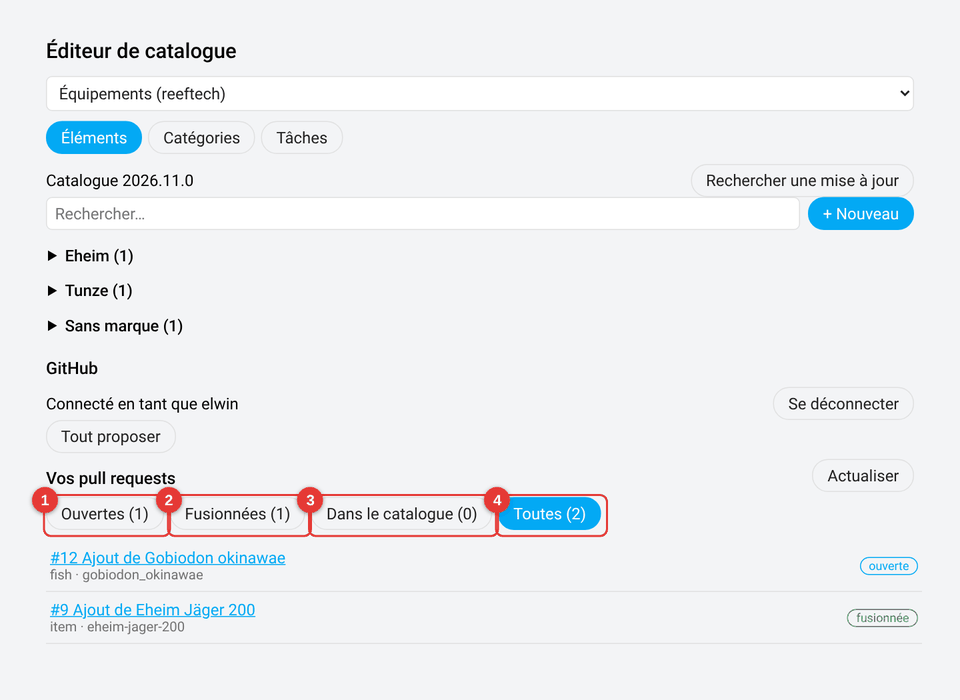 Éditeur de catalogue
Équipements (reeftech)
Éléments Catégories Tâches
Catalogue 2026.11.0 Rechercher une mise à jour
Rechercher... + Nouveau
Eheim (1)
Tunze (1)
Sans marque (1)
GitHub
Connecté en tant que elwin Se déconnecter
Tout proposer
Vos pull requests Actualiser
1 Ouvertes (1) 2 Fusionnées (1) 3 Dans le catalogue (0) 4 Toutes (2)
#12 Ajout de Gobiodon okinawae ouverte
fish · gobiodon_okinawae
#9 Ajout de Eheim Jäger 200 fusionnée
item · eheim-jager-200